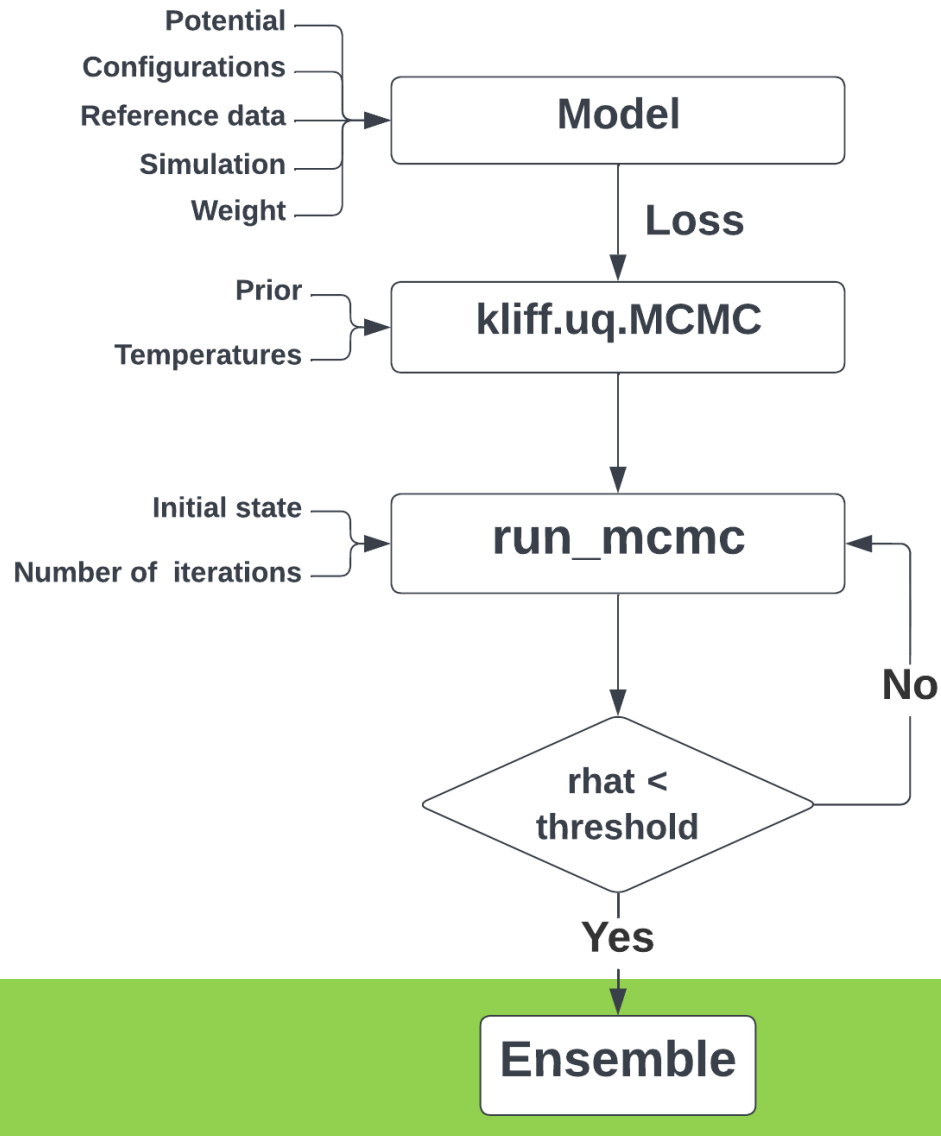 Potential
Configurations
Reference data
Simulation
Weight
Model
Loss
Prior
Temperatures
kliff.uq.MCMC
Initial state
Number of iterations
run_mcmc
No
rhat <
threshold
Yes
Ensemble